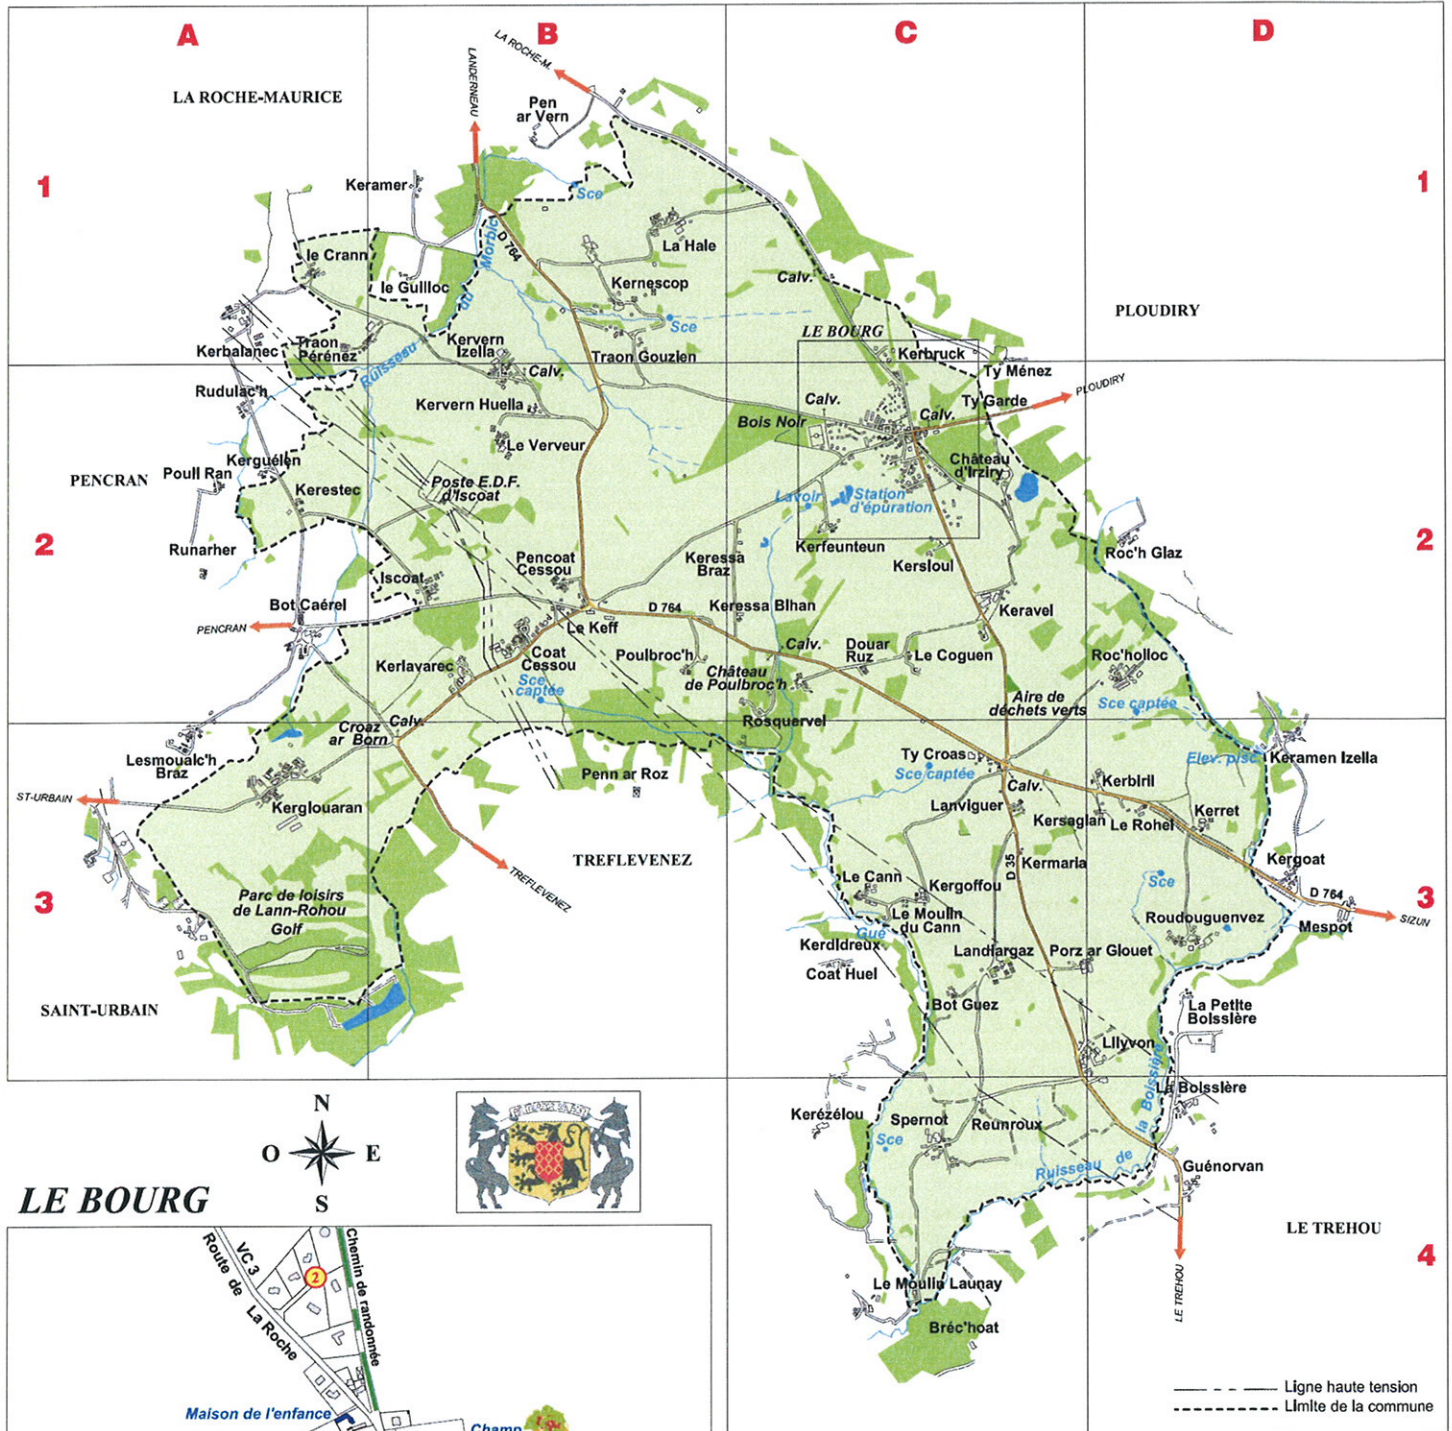 A
B
C
D
LA ROCHE-M.
LANDERNEAU
LA ROCHE-MAURICE
Pen
ar Vern
1
1
Keramer
Sce
La Hale
D 764
Ruisseau du Morbic
le Crann
le Guilloc
Kernescop
Calv.
Sce
PLOUDIRY
LE BOURG
Kerbalanec
Traon
Pérénez
Kervern
Izella
Traon Gouzien
Kerbruck
Calv.
Ty Ménez
Rudulac'h
PLOUDIRY
Kervern Huella
Calv.
Ty Garde
Bois Noir
Calv.
Le Verveur
Kerguélen
Poull Ran
PENCRAN
Kerestec
Poste E.D.F.
d'Iscoat
Château
d'Irziry
Lavoir
Station
d'épuration
2
2
Runarher
Kerfeunteun
Roc'h Glaz
Iscoat
Pencoat
Cessou
Keressa
Braz
Kersioul
Bot Caérel
D 764
Keressa Bihan
Keravel
PENCRAN
Le Keff
Kerlavarec
Coat
Cessou
Poulbroc'h
Calv.
Douar
Ruz
Le Coguen
Roc'holloc
Château
de Poulbroc'h
Sce
captée
Aire de
déchets verts
Sce captée
Croaz
ar Born
Calv.
Rosquarvel
Lesmoualc'h
Braz
Ty Croas
Sce captée
Elev. pisc.
Keramen Izella
Penn ar Roz
Calv.
Kerbiril
ST-URBAIN
Kerglouaran
Lanviguer
Kersaglan
Le Rohel
Kerret
TREFLEVENEZ
TREFLEVENEZ
D 35
Kermaria
Kergoat
Le Cann
Kergoffou
Sce
D 764
3
3
Parc de loisirs
de Lann-Rohou
Golf
Le Moulin
du Cann
Roudouguenvez
Mespot
SIZUN
Gué
Kerdidreux
Coat Huel
Landiargaz
Porz ar Glouet
SAINT-URBAIN
Bot Guez
La Petite
Boissière
Lilyvon
La Boissière
Kerézélou
Spernot
Reunroux
Sce
Ruisseau de la Boissière
Guénorvan
LE TREHOU
4
LE TREHOU
Le Moulin Launay
Bréc'hoat
N
O
E
S
LE BOURG
VC 3
Route de La Roche
2
Chemin de randonnée
Maison de l'enfance
Champ
Ligne haute tension
Limite de la commune